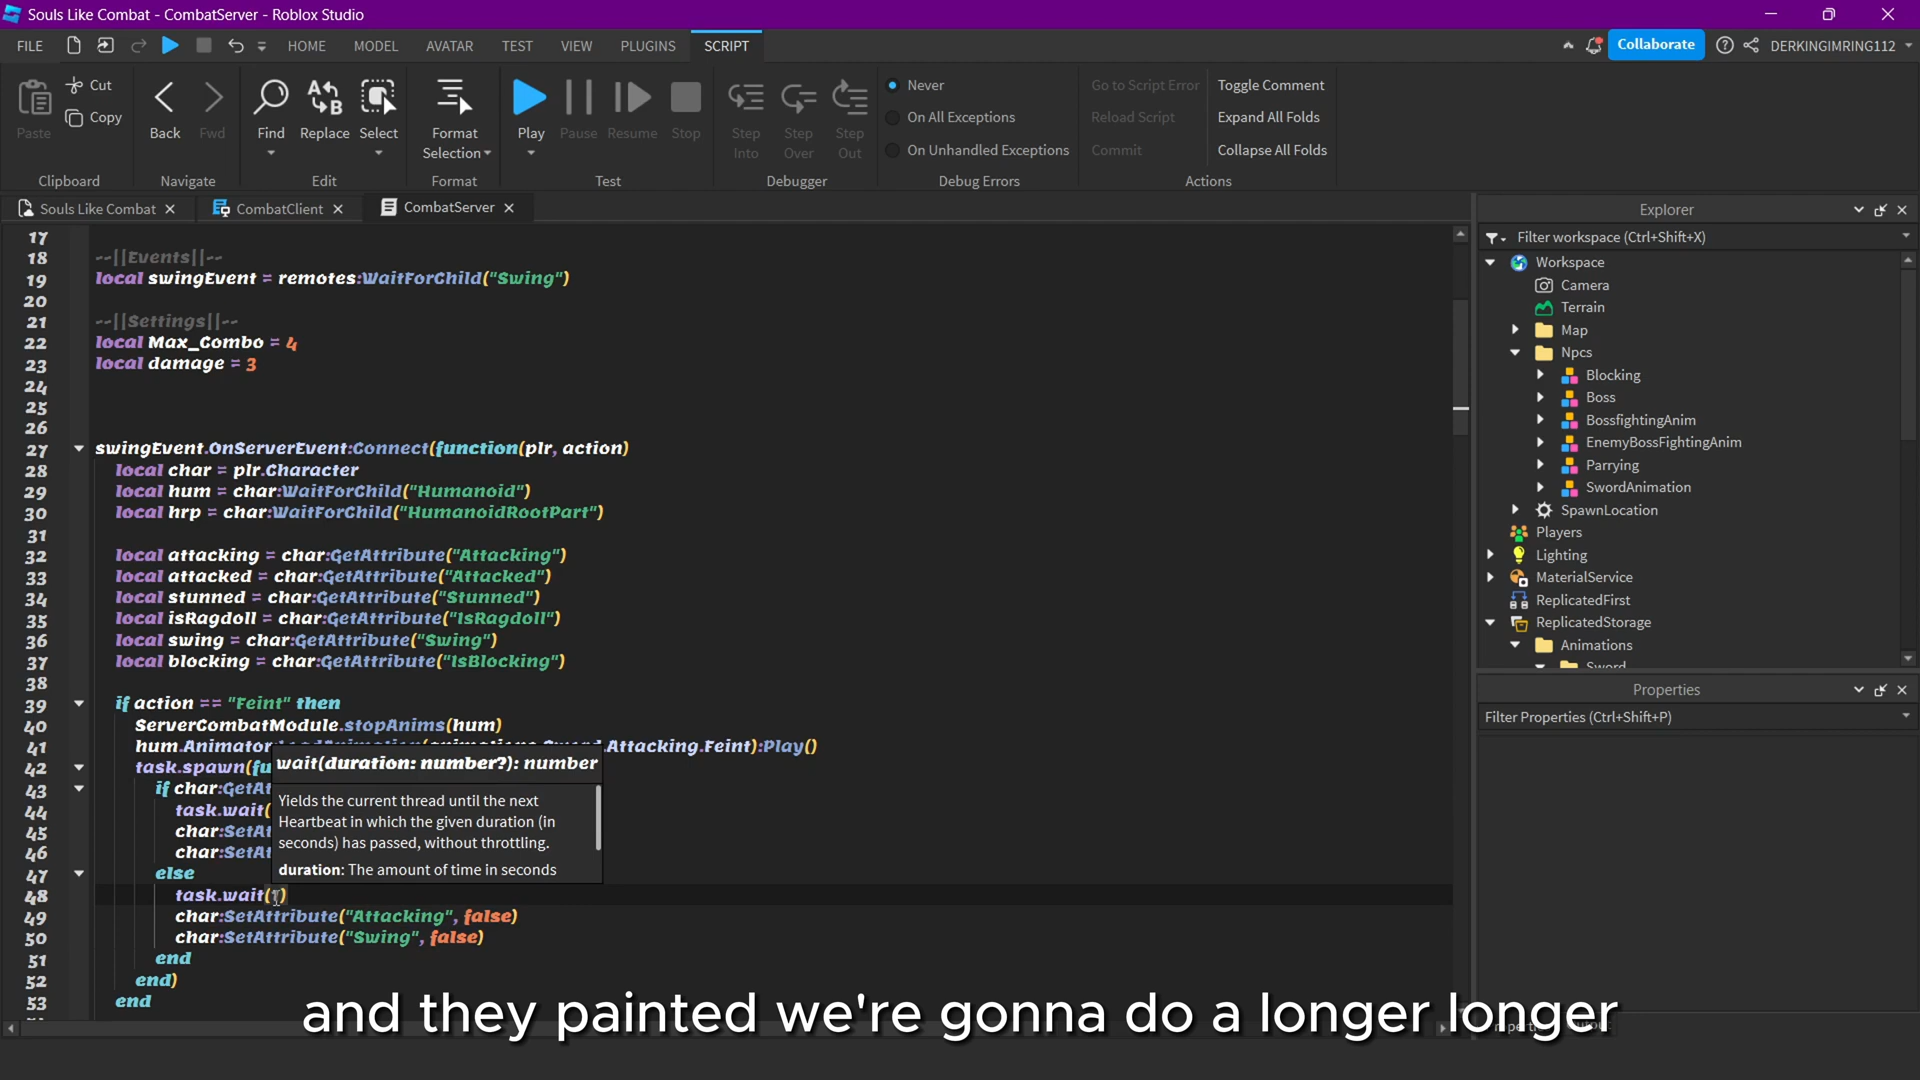 Souls Like Combat - CombatServer - Roblox Studio
FILE HOME MODEL AVATAR TEST VIEW PLUGINS SCRIPT Collaborate DERKINGIMRING112
Paste Cut Copy
Clipboard
Back Fwd
Navigate
Find Replace Select
Edit
Format Selection
Format
Play Pause Resume Stop
Test
Step Into Step Over Step Out
Debugger
Never
On All Exceptions
On Unhandled Exceptions
Debug Errors
Go to Script Error
Reload Script
Commit
Toggle Comment
Expand All Folds
Collapse All Folds
Actions
Souls Like Combat CombatClient CombatServer
17
18 --||Events||--
19 local swingEvent = remotes:WaitForChild("Swing")
20
21 --||Settings||--
22 local Max_Combo = 4
23 local damage = 3
24
25
26
27 swingEvent.OnServerEvent:Connect(function(plr, action)
28 local char = plr.Character
29 local hum = char:WaitForChild("Humanoid")
30 local hrp = char:WaitForChild("HumanoidRootPart")
31
32 local attacking = char:GetAttribute("Attacking")
33 local attacked = char:GetAttribute("Attacked")
34 local stunned = char:GetAttribute("Stunned")
35 local isRagdoll = char:GetAttribute("IsRagdoll")
36 local swing = char:GetAttribute("Swing")
37 local blocking = char:GetAttribute("IsBlocking")
38
39 if action == "Feint" then
40 ServerCombatModule.stopAnims(hum)
41 hum.Animator .Attacking.Feint):Play()
42 task.spawn(fu
43 if char:GetAt
44 task.wait(
45 char:SetAt
46 char:SetAt
47 else
48 task.wait( )
49 char:SetAttribute("Attacking", false)
50 char:SetAttribute("Swing", false)
51 end
52 end)
53 end
wait(duration: number?): number
Yields the current thread until the next
Heartbeat in which the given duration (in
seconds) has passed, without throttling.
duration: The amount of time in seconds
Explorer
Filter workspace (Ctrl+Shift+X)
Workspace
Camera
Terrain
Map
Npcs
Blocking
Boss
BossfightingAnim
EnemyBossFightingAnim
Parrying
SwordAnimation
SpawnLocation
Players
Lighting
MaterialService
ReplicatedFirst
ReplicatedStorage
Animations
Sword
Properties
Filter Properties (Ctrl+Shift+P)
and they painted we're gonna do a longer longer